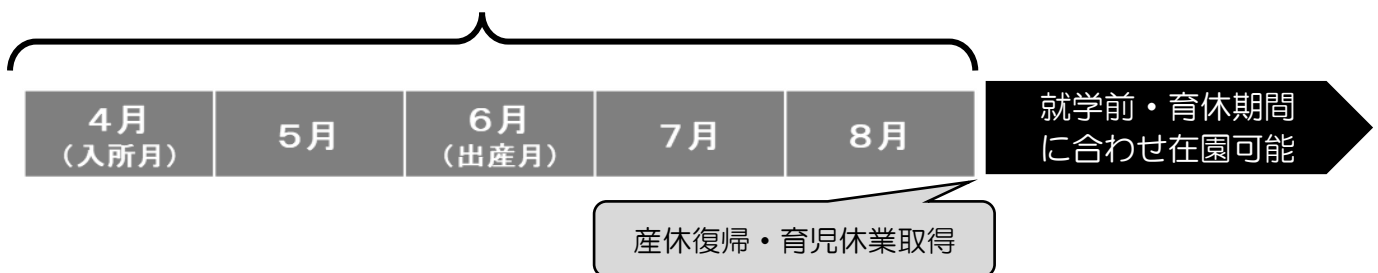 4月
(入所月)
5月
6月
(出産月)
7月
8月
就学前・育休期間
に合わせ在園可能
産休復帰・育児休業取得